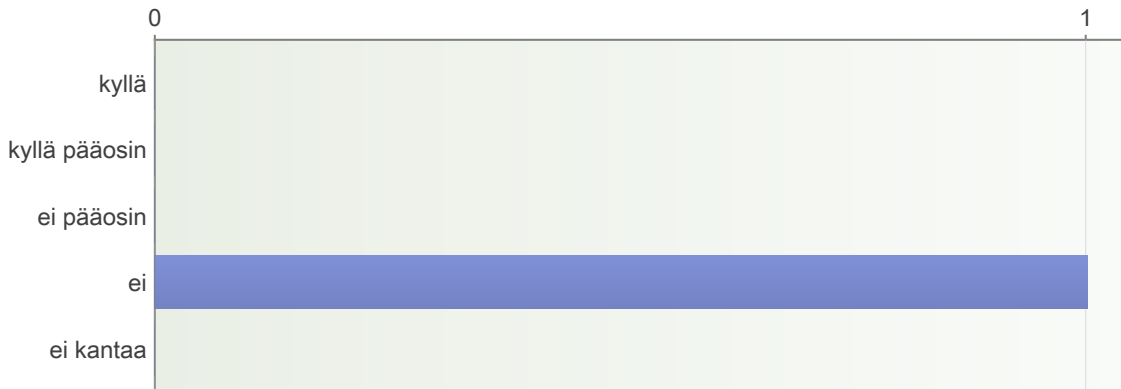 0 1
kyllä
kyllä pääosin
ei pääosin
ei
ei kantaa